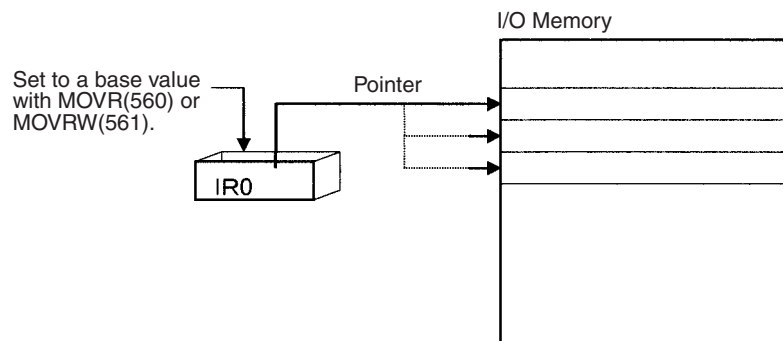 I/O Memory
Set to a base value
with MOVR(560) or
MOVRW(561).
Pointer
IR0